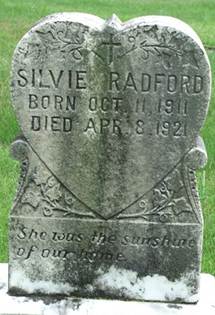 SILVIE RADFORD
BORN OCT. 11, 1911
DIED APR. 8, 1921
She was the sunshine
of our home